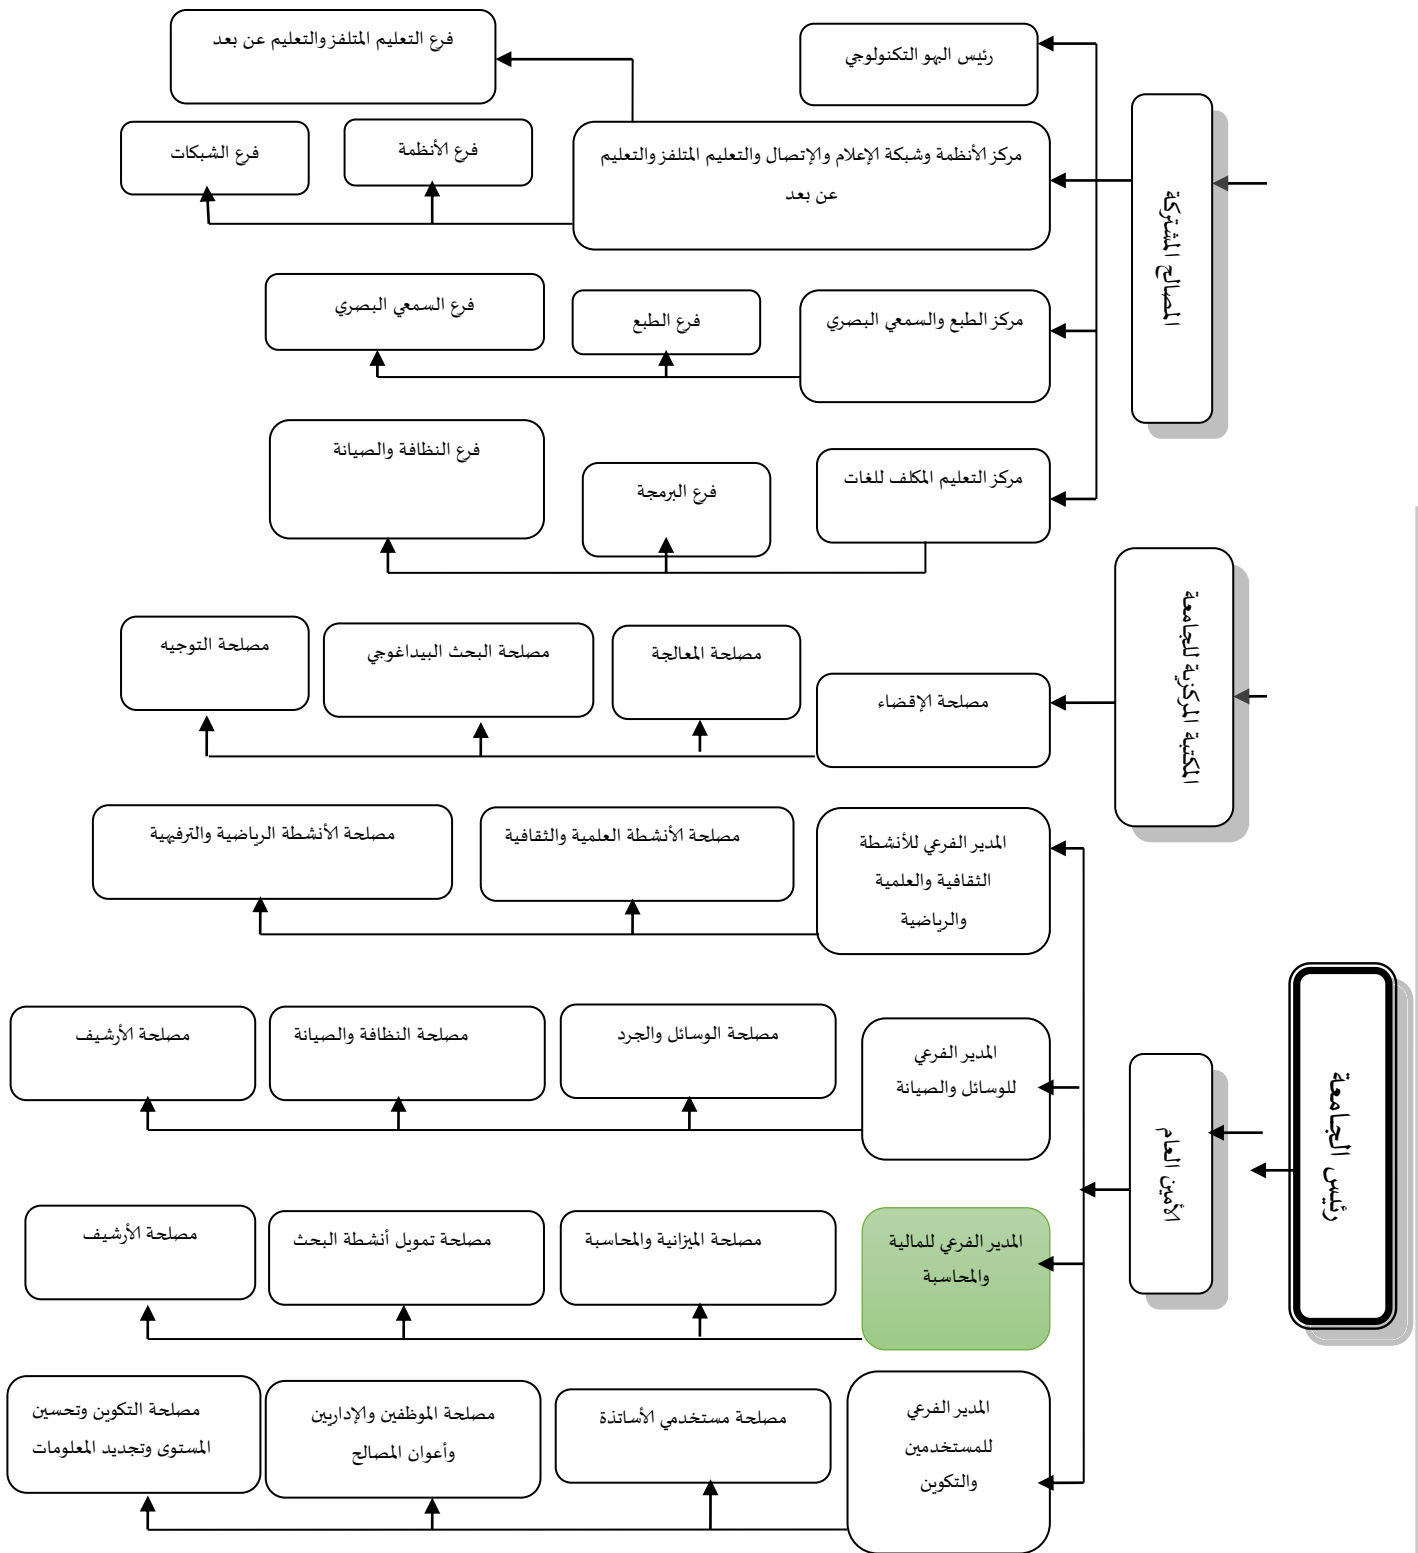 رئيس البهو التكنولوجي
فرع التعليم المتلفز والتعليم عن بعد
المصالح المشتركة
مركز الأنظمة وشبكة الإعلام والإتصال والتعليم المتلفز والتعليم
عن بعد
فرع الأنظمة
فرع الشبكات
مركز الطبع والسمعي البصري
فرع الطبع
فرع السمعي البصري
مركز التعليم المكلف للغات
فرع البرمجة
فرع النظافة والصيانة
المكتبة المركزية للجامعة
مصلحة الإقضاء
مصلحة المعالجة
مصلحة البحث البيداغوجي
مصلحة التوجيه
رئيس الجامعة
الأمين العام
المدير الفرعي للأنشطة
الثقافية والعلمية
والرياضية
مصلحة الأنشطة العلمية والثقافية
مصلحة الأنشطة الرياضية والترفيهية
المدير الفرعي
للوسائل والصيانة
مصلحة الوسائل والجرد
مصلحة النظافة والصيانة
مصلحة الأرشيف
المدير الفرعي للمالية
والمحاسبة
مصلحة الميزانية والمحاسبة
مصلحة تمويل أنشطة البحث
مصلحة الأرشيف
المدير الفرعي
للمستخدمين
والتكوين
مصلحة مستخدمي الأساتذة
مصلحة الموظفين والإداريين
وأعوان المصالح
مصلحة التكوين وتحسين
المستوى وتجديد المعلومات